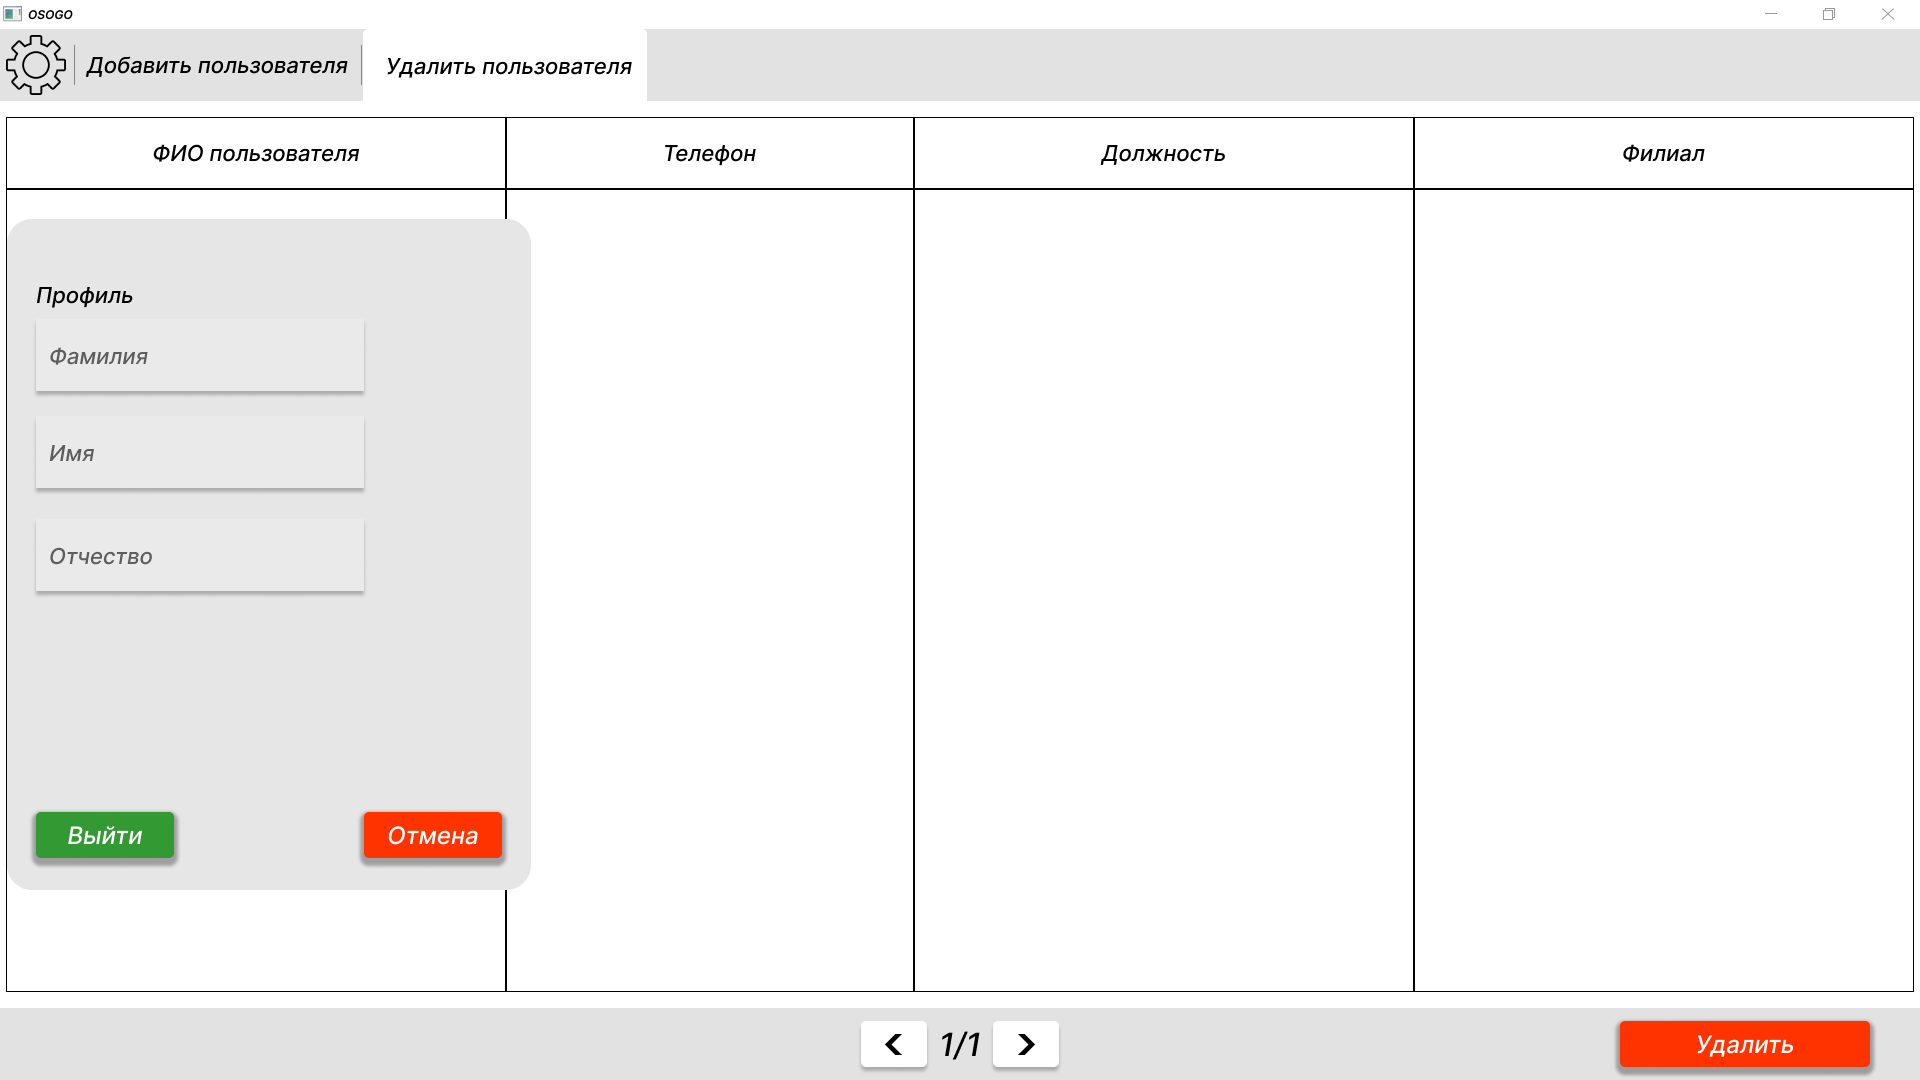 OSOGO
Добавить пользователя
Удалить пользователя
ФИО пользователя
Телефон
Должность
Филиал
Профиль
Фамилия
Имя
Отчество
Выйти
Отмена
1/1
Удалить